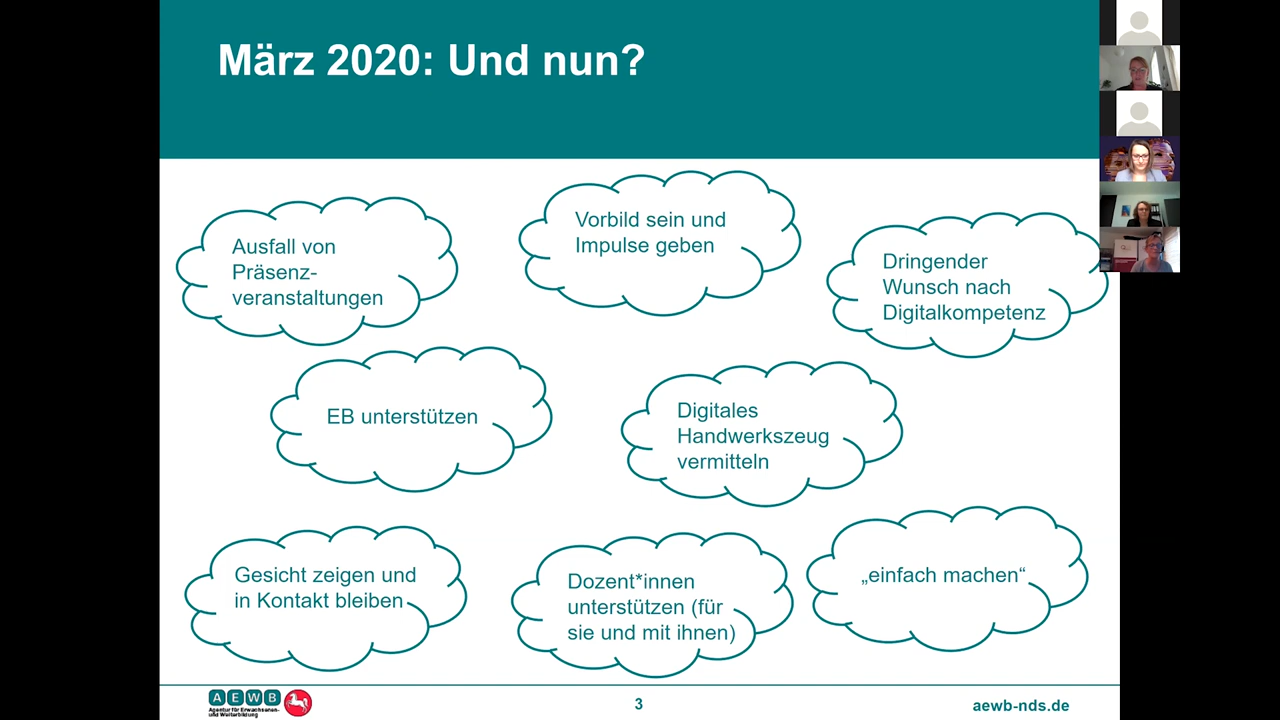 März 2020: Und nun?
Ausfall von
Präsenz-
veranstaltungen
Vorbild sein und
Impulse geben
Dringender
Wunsch nach
Digitalkompetenz
EB unterstützen
Digitales
Handwerkszeug
vermitteln
Gesicht zeigen und
in Kontakt bleiben
Dozent*innen
unterstützen (für
sie und mit ihnen)
„einfach machen“
AEWB
Agentur für Erwachsenen-
und Weiterbildung
3
aewb-nds.de